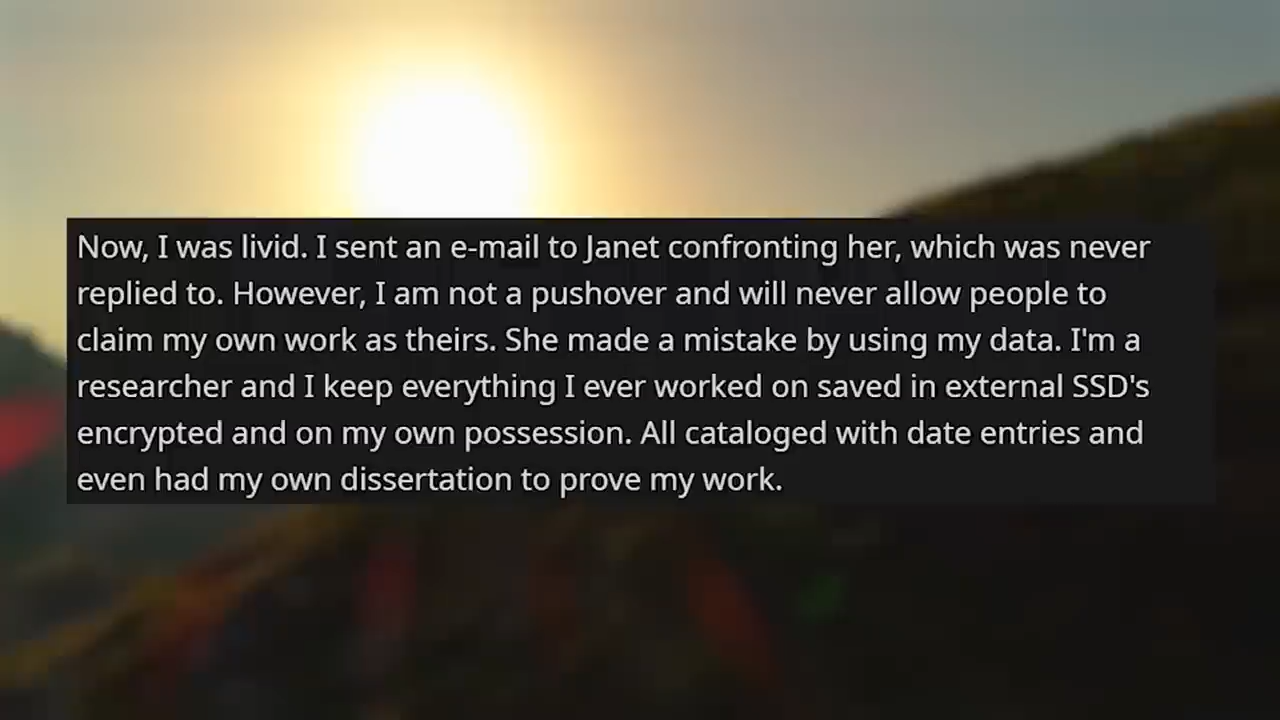 Now, I was livid. I sent an e-mail to Janet confronting her, which was never
replied to. However, I am not a pushover and will never allow people to
claim my own work as theirs. She made a mistake by using my data. I'm a
researcher and I keep everything I ever worked on saved in external SSD's
encrypted and on my own possession. All cataloged with date entries and
even had my own dissertation to prove my work.